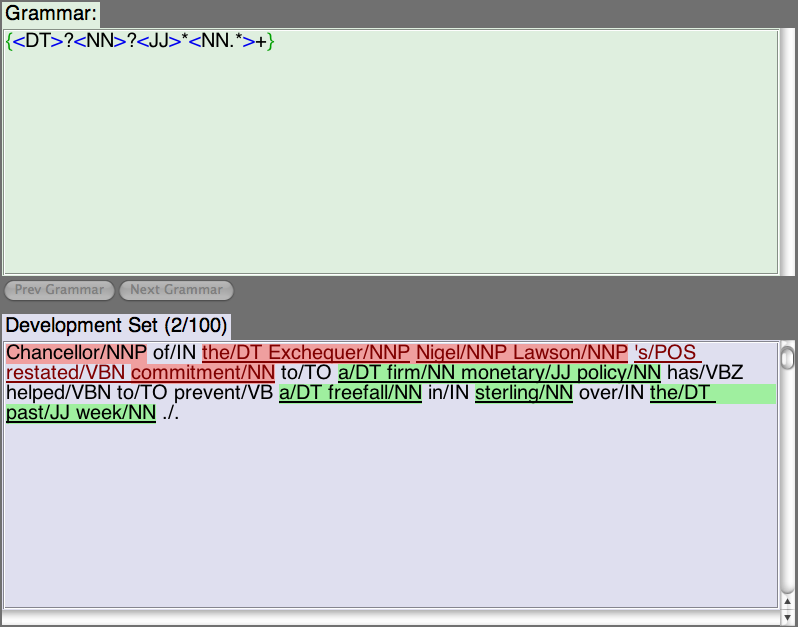 Grammar:
{<DT>?<NN>?<JJ>*<NN.*>+}
Prev Grammar Next Grammar
Development Set (2/100)
Chancellor/NNP of/IN the/DT Exchequer/NNP Nigel/NNP Lawson/NNP 's/POS
restated/VBN commitment/NN to/TO a/DT firm/NN monetary/JJ policy/NN has/VBZ
helped/VBN to/TO prevent/VB a/DT freefall/NN in/IN sterling/NN over/IN the/DT
past/JJ week/NN ./.